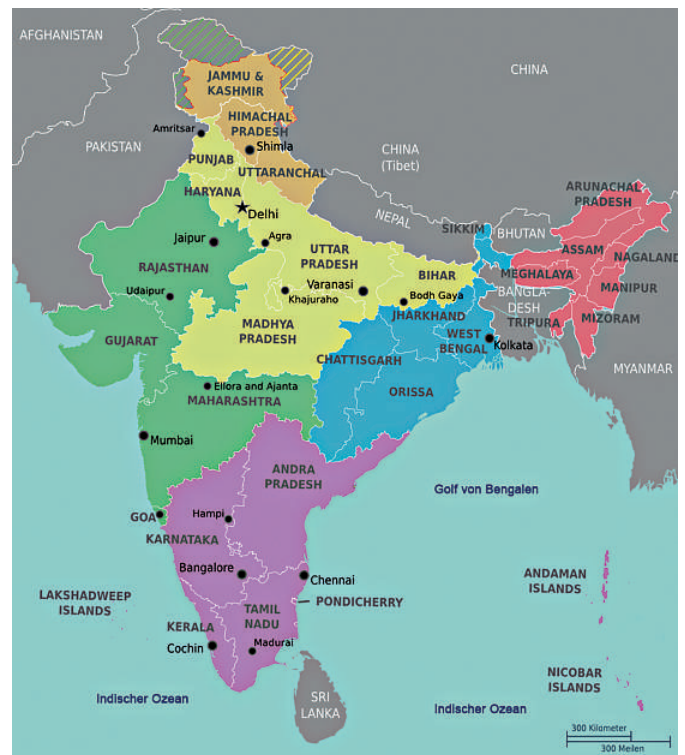 AFGHANISTAN
CHINA
JAMMU &
KASHMIR
HIMACHAL
PRADESH
Amritsar
Shimla
PAKISTAN
PUNJAB
UTTARANCHAL
CHINA
(Tibet)
HARYANA
Delhi
ARUNACHAL
PRADESH
NEPAL
SIKKIM
BHUTAN
Jaipur
Agra
UTTAR
PRADESH
ASSAM
NAGALAND
RAJASTHAN
BIHAR
MEGHALAYA
Udaipur
Khajuraho
Varanasi
Bodh Gaya
BANGLA-
DESH
MANIPUR
JHARKHAND
TRIPURA
MIZORAM
GUJARAT
MADHYA
PRADESH
WEST
BENGAL
Kolkata
CHATTISGARH
MYANMAR
Ellora and Ajanta
MAHARASHTRA
ORISSA
Mumbai
ANDRA
PRADESH
Golf von Bengalen
GOA
Hampi
KARNATAKA
Bangalore
Chennai
ANDAMAN
ISLANDS
LAKSHADWEEP
ISLANDS
PONDICHERRY
TAMIL
NADU
KERALA
Cochin
Madurai
NICOBAR
ISLANDS
Indischer Ozean
SRI
LANKA
Indischer Ozean
300 Kilometer
300 Meilen